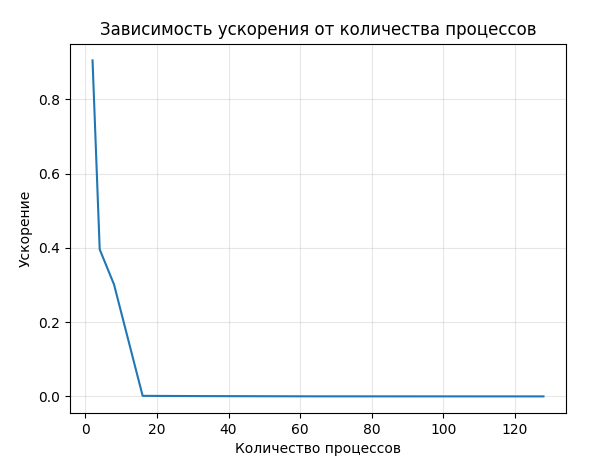 Зависимость ускорения от количества процессов
Ускорение
0.8
0.6
0.4
0.2
0.0
0 20 40 60 80 100 120
Количество процессов